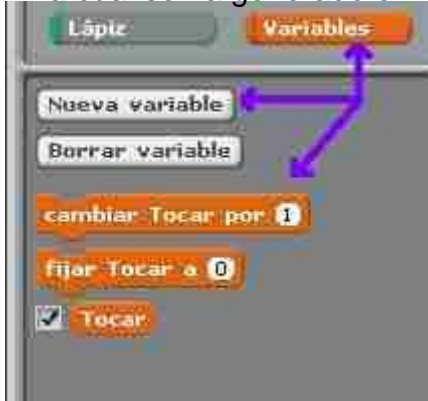 Lápiz Variables
Nueva variable
Borrar variable
cambiar Tocar por 1
fijar Tocar a 0
Tocar